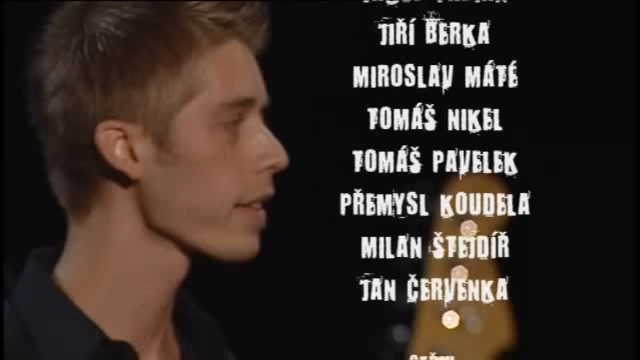 JIŘÍ BERKA
MIROSLAV MÁTÉ
TOMÁŠ NIKEL
TOMÁŠ PAVELEK
PŘEMYSL KOUDELA
MILAN ŠTEJDÍŘ
JAN ČERVENKA